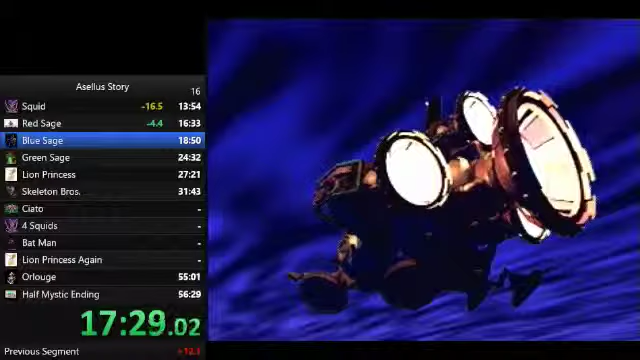 Asellus Story
16
Squid -16.5 13:54
Red Sage -4.4 16:33
Blue Sage 18:50
Green Sage 24:32
Lion Princess 27:21
Skeleton Bros. 31:43
Ciato -
4 Squids -
Bat Man -
Lion Princess Again -
Orlouge 55:01
Half Mystic Ending 56:29
17:29.02
Previous Segment +12.1